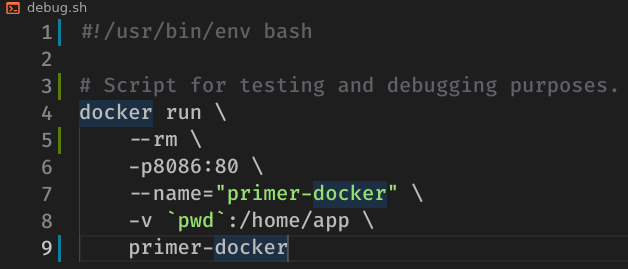 debug.sh
1 #!/usr/bin/env bash
2
3 # Script for testing and debugging purposes.
4 docker run \
5     --rm \
6     -p8086:80 \
7     --name="primer-docker" \
8     -v `pwd`:/home/app \
9     primer-docker